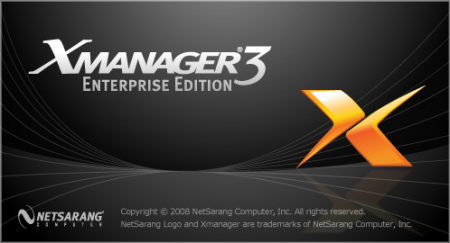 XMANAGER® 3
ENTERPRISE EDITION
NETSARANG
COMPUTER
Copyright © 2008 NetSarang Computer, Inc. All rights reserved.
NetSarang Logo and Xmanager are trademarks of NetSarang Computer, Inc.